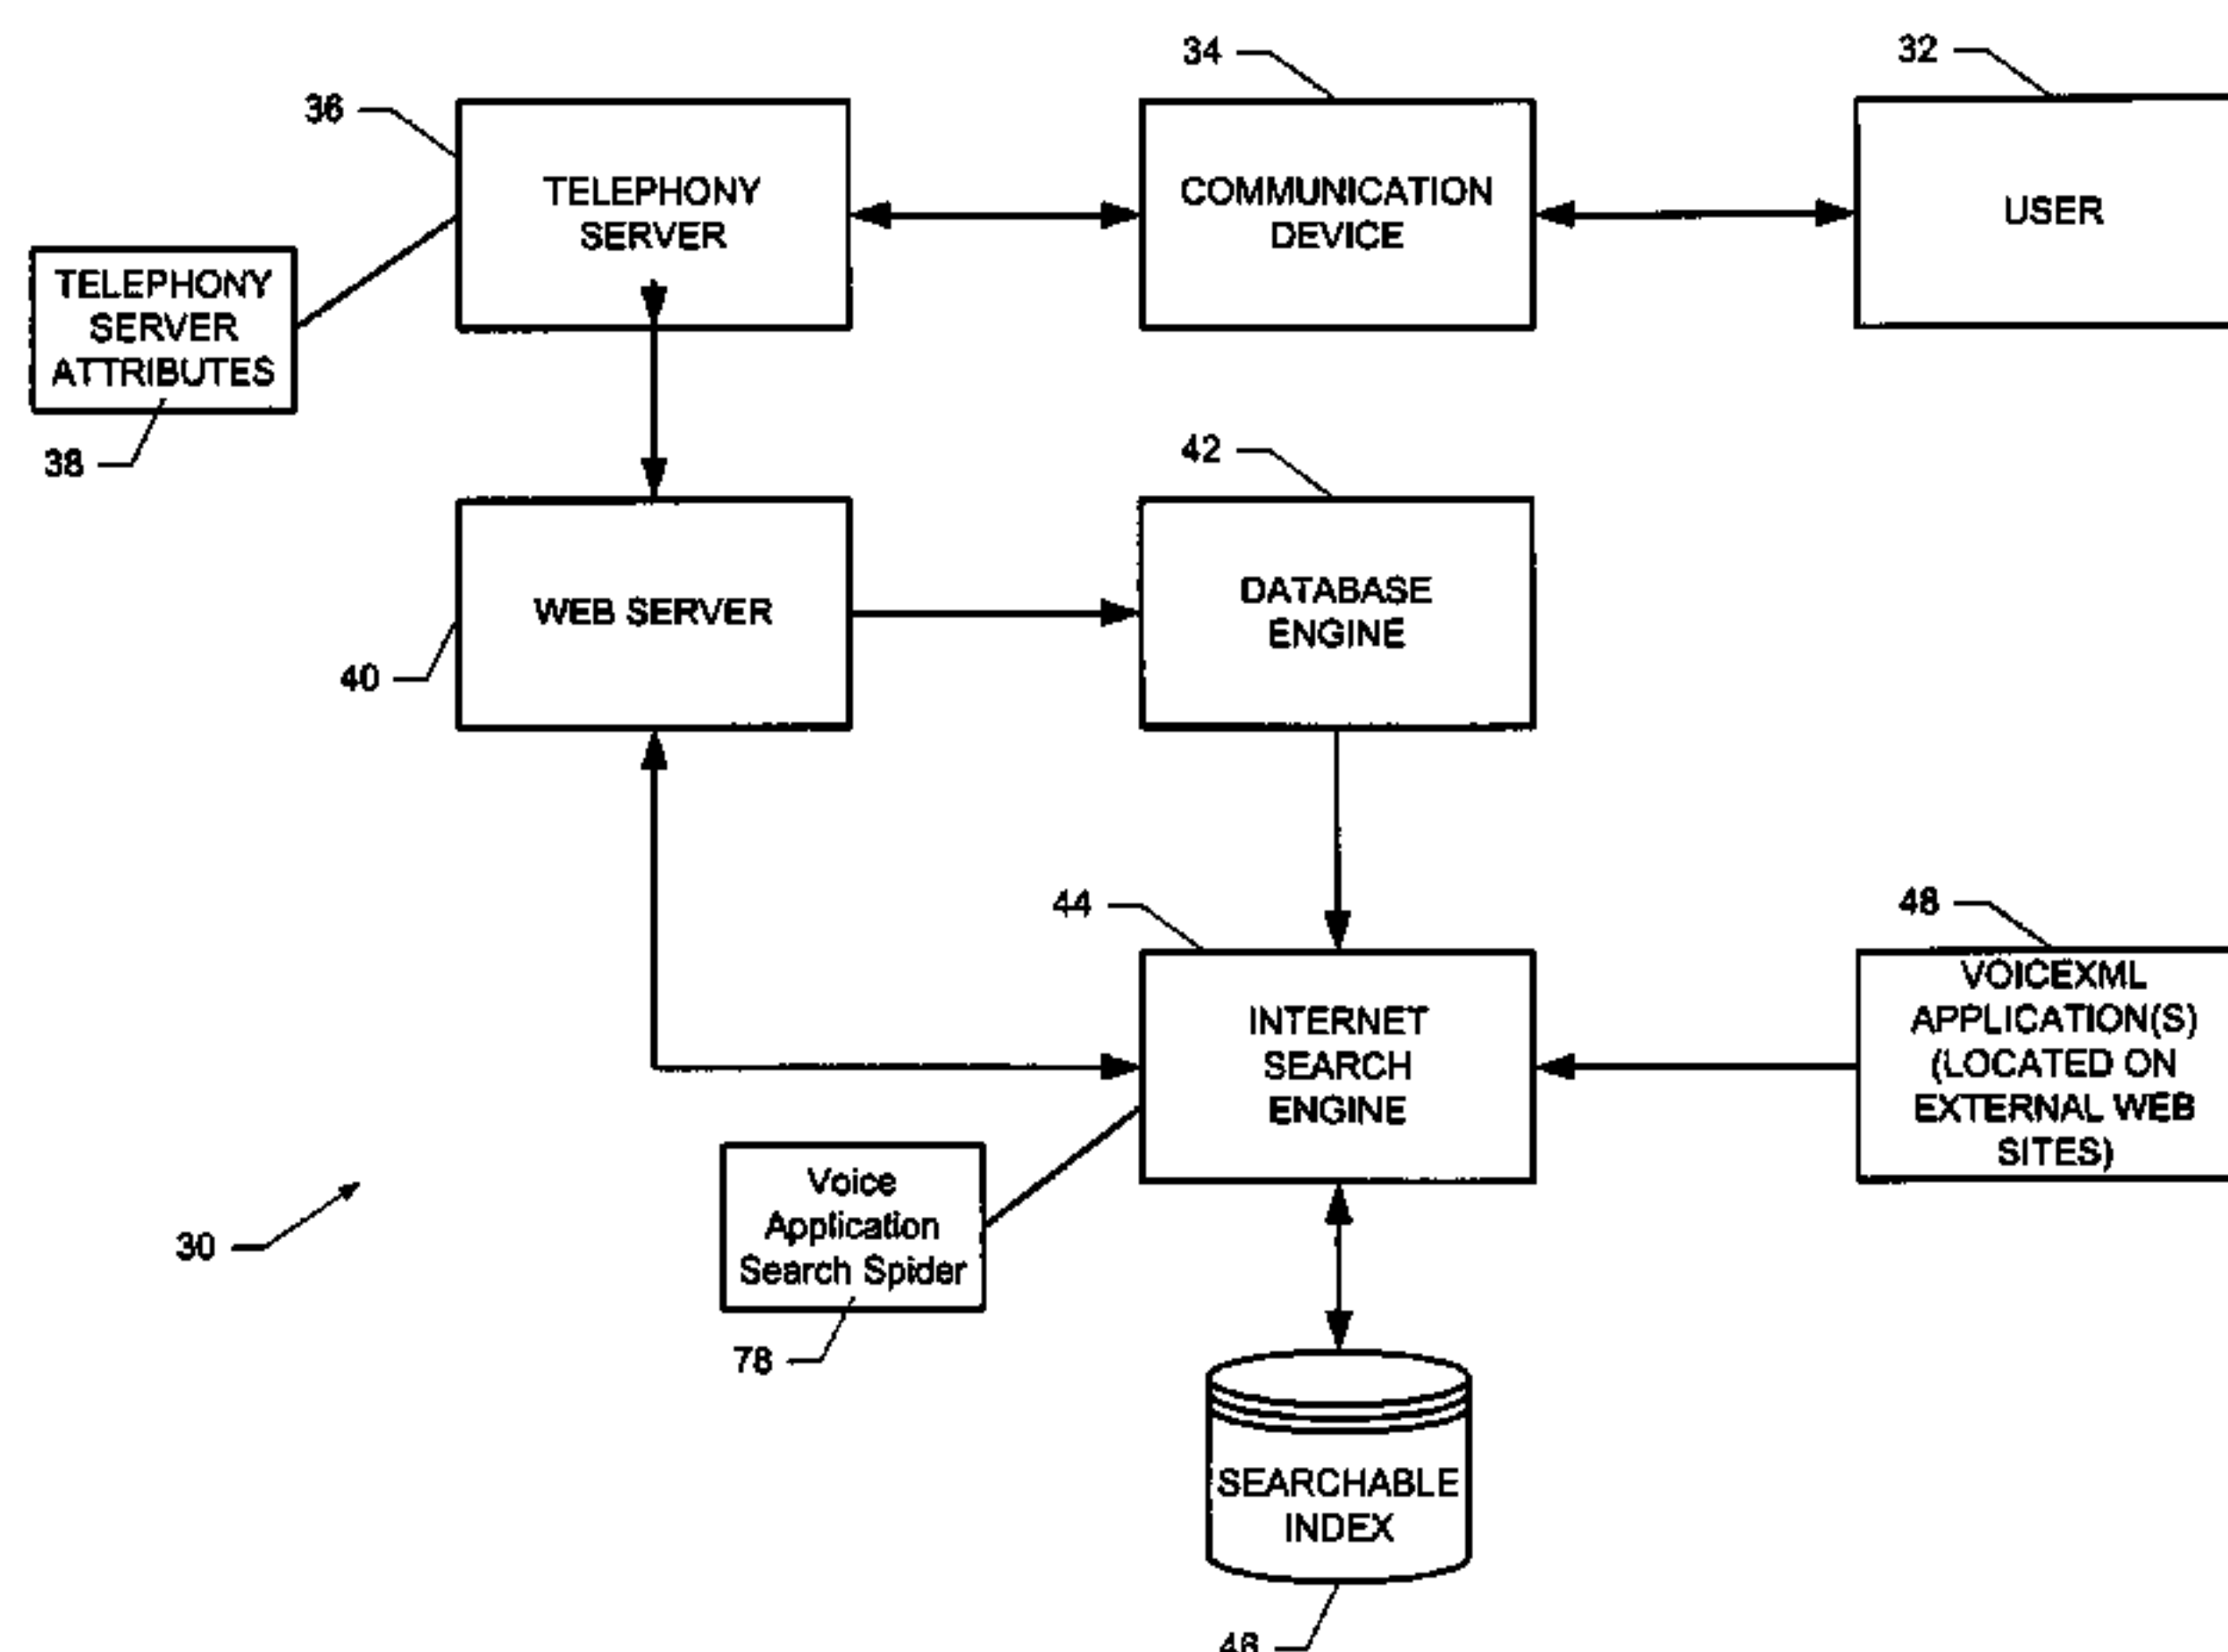 34
32
36
TELEPHONY
SERVER
COMMUNICATION
DEVICE
USER
TELEPHONY
SERVER
ATTRIBUTES
38
42
WEB SERVER
DATABASE
ENGINE
40
44
48
INTERNET
SEARCH
ENGINE
VOICEXML
APPLICATION(S)
(LOCATED ON
EXTERNAL WEB
SITES)
Voice
Application
Search Spider
30
78
SEARCHABLE
INDEX
46